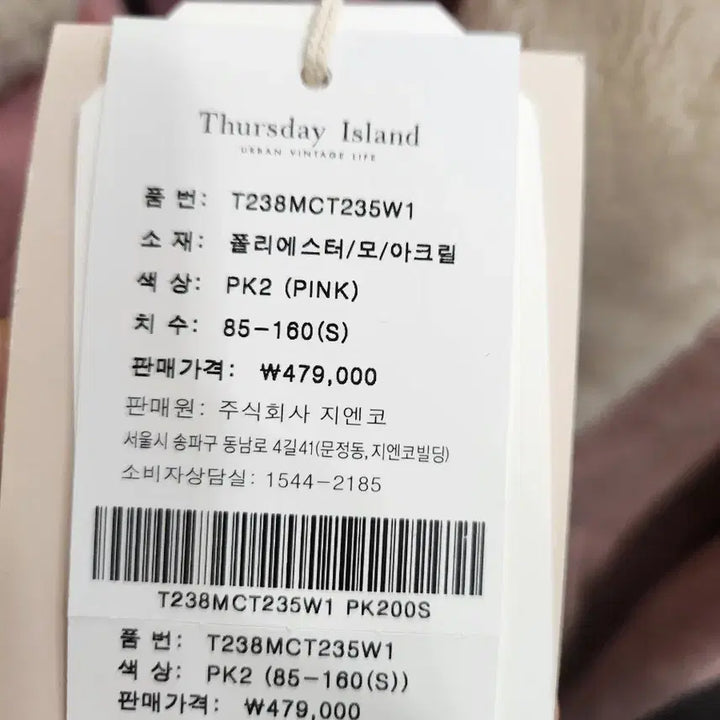 Thursday Island
URBAN VINTAGE LIFE
품 번: T238MCT235W1
소 재: 폴리에스터/모/아크릴
색 상: PK2 (PINK)
치 수: 85-160(S)
판매가격: ₩479,000
판매원: 주식회사 지엔코
서울시 송파구 동남로 4길41(문정동,지엔코빌딩)
소비자상담실: 1544-2185
T238MCT235W1 PK200S
품 번: T238MCT235W1
색 상: PK2 (85-160(S))
판매가격: ₩479,000